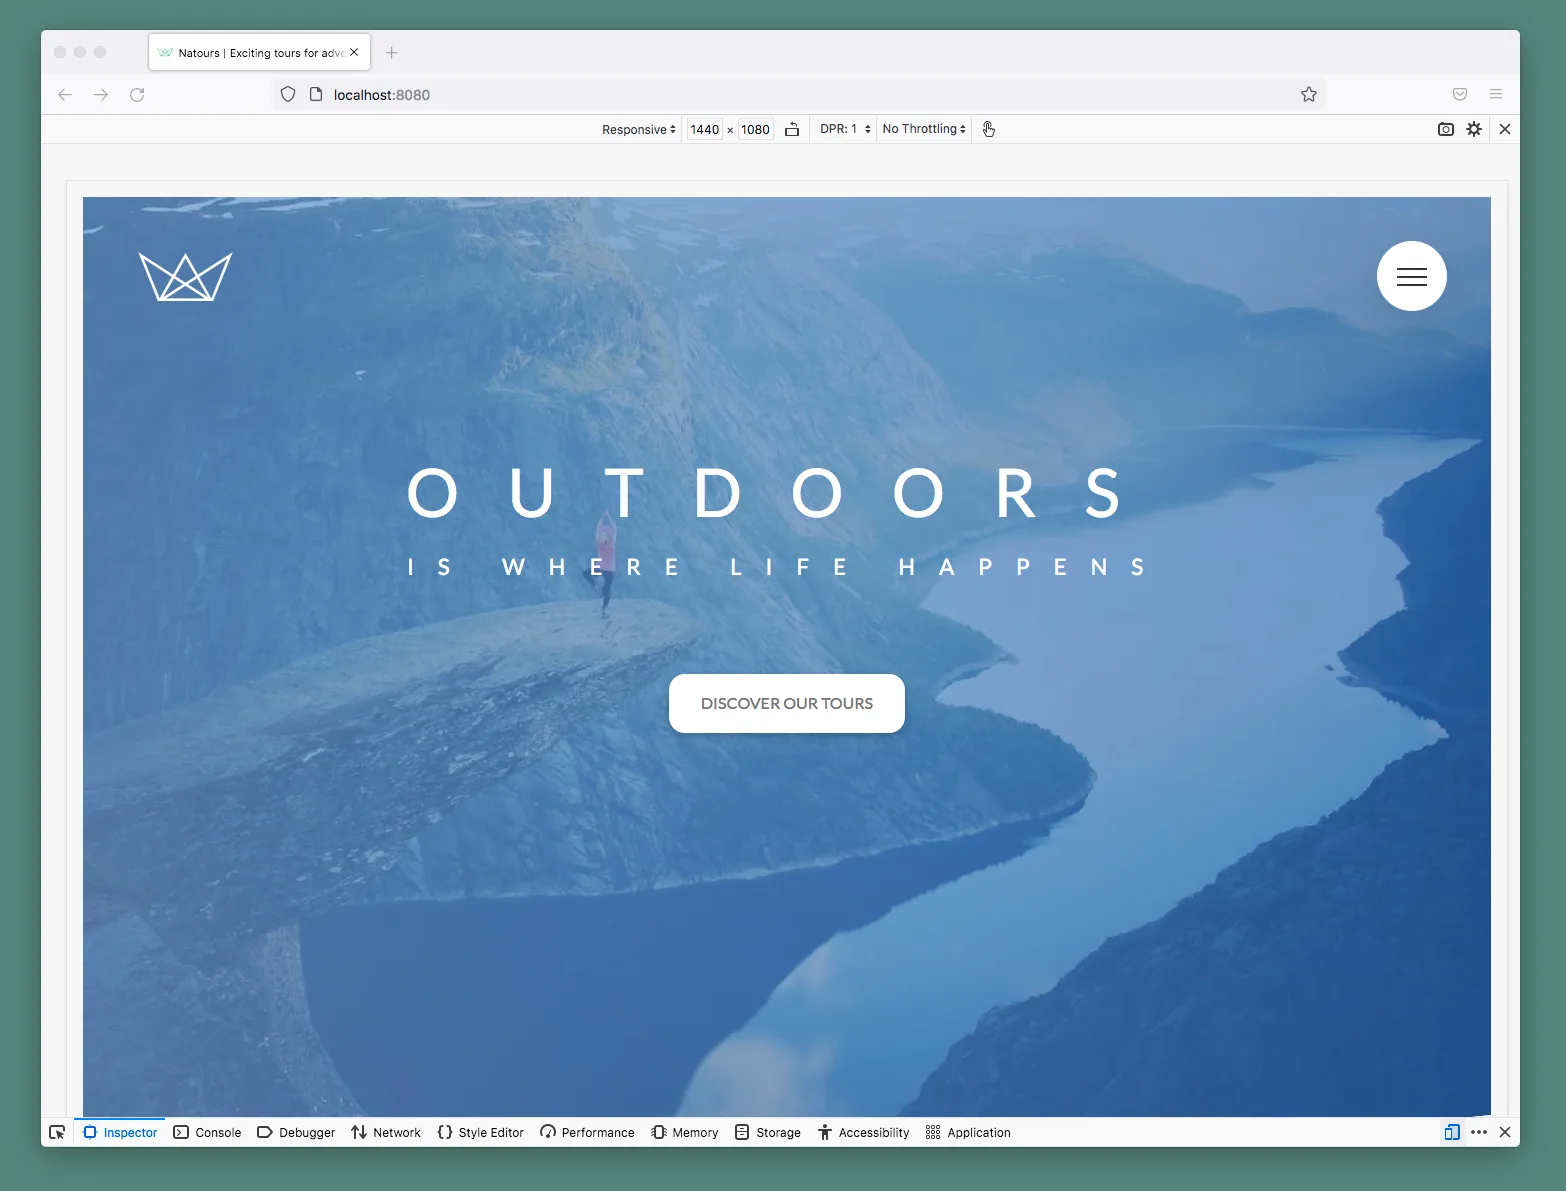 Natours | Exciting tours for adve
localhost:8080
Responsive 1440 × 1080 DPR: 1 No Throttling
OUTDOORS
IS WHERE LIFE HAPPENS
DISCOVER OUR TOURS
Inspector Console Debugger Network Style Editor Performance Memory Storage Accessibility Application